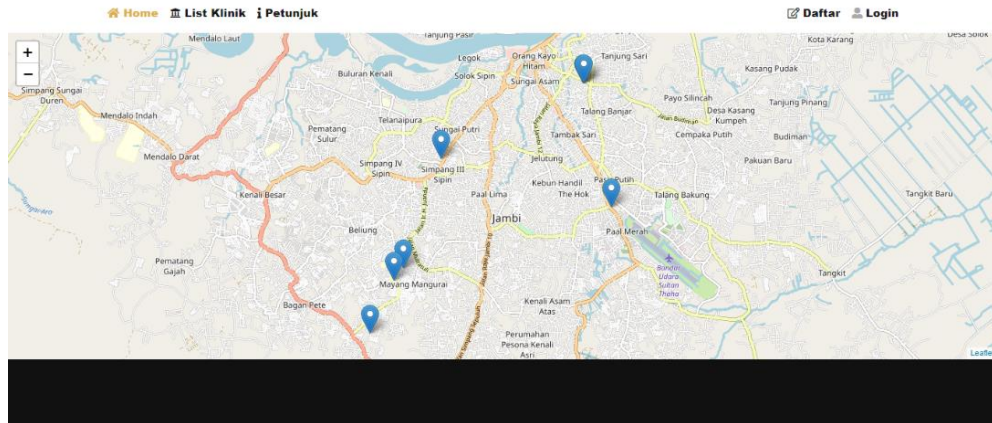 Home List Klinik Petunjuk Daftar Login
+
−
Mendalo Laut
Tanjung Pasir
Kota Karang
Desa Solok
Legok
Orang Kayo
Hitam
Tanjung Sari
Buluran Kenali
Solok Sipin
Sungai Asam
Kasang Pudak
Simpang Sungai
Duren
Mendalo Indah
Telanaipura
Sungai Putri
Talang Banjar
Payo Silincah
Desa Kasang
Kumpeh
Tanjung Pinang
Pematang
Sulur
Tambak Sari
Jalan Budiman
Cempaka Putih
Budiman
Mendalo Darat
Simpang IV
Sipin
Simpang III
Sipin
Jelutung
Pakuan Baru
Kenali Besar
Paal Lima
Kebun Handil
The Hok
Pasir Putih
Talang Bakung
Tangkit Baru
Beliung
Jambi
Paal Merah
Pematang
Gajah
Bandar
Udara
Sultan
Thaha
Tangkit
Mayang Mangurai
Bagan Pete
Kenali Asam
Atas
Perumahan
Pesona Kenali
Asri
Leafle